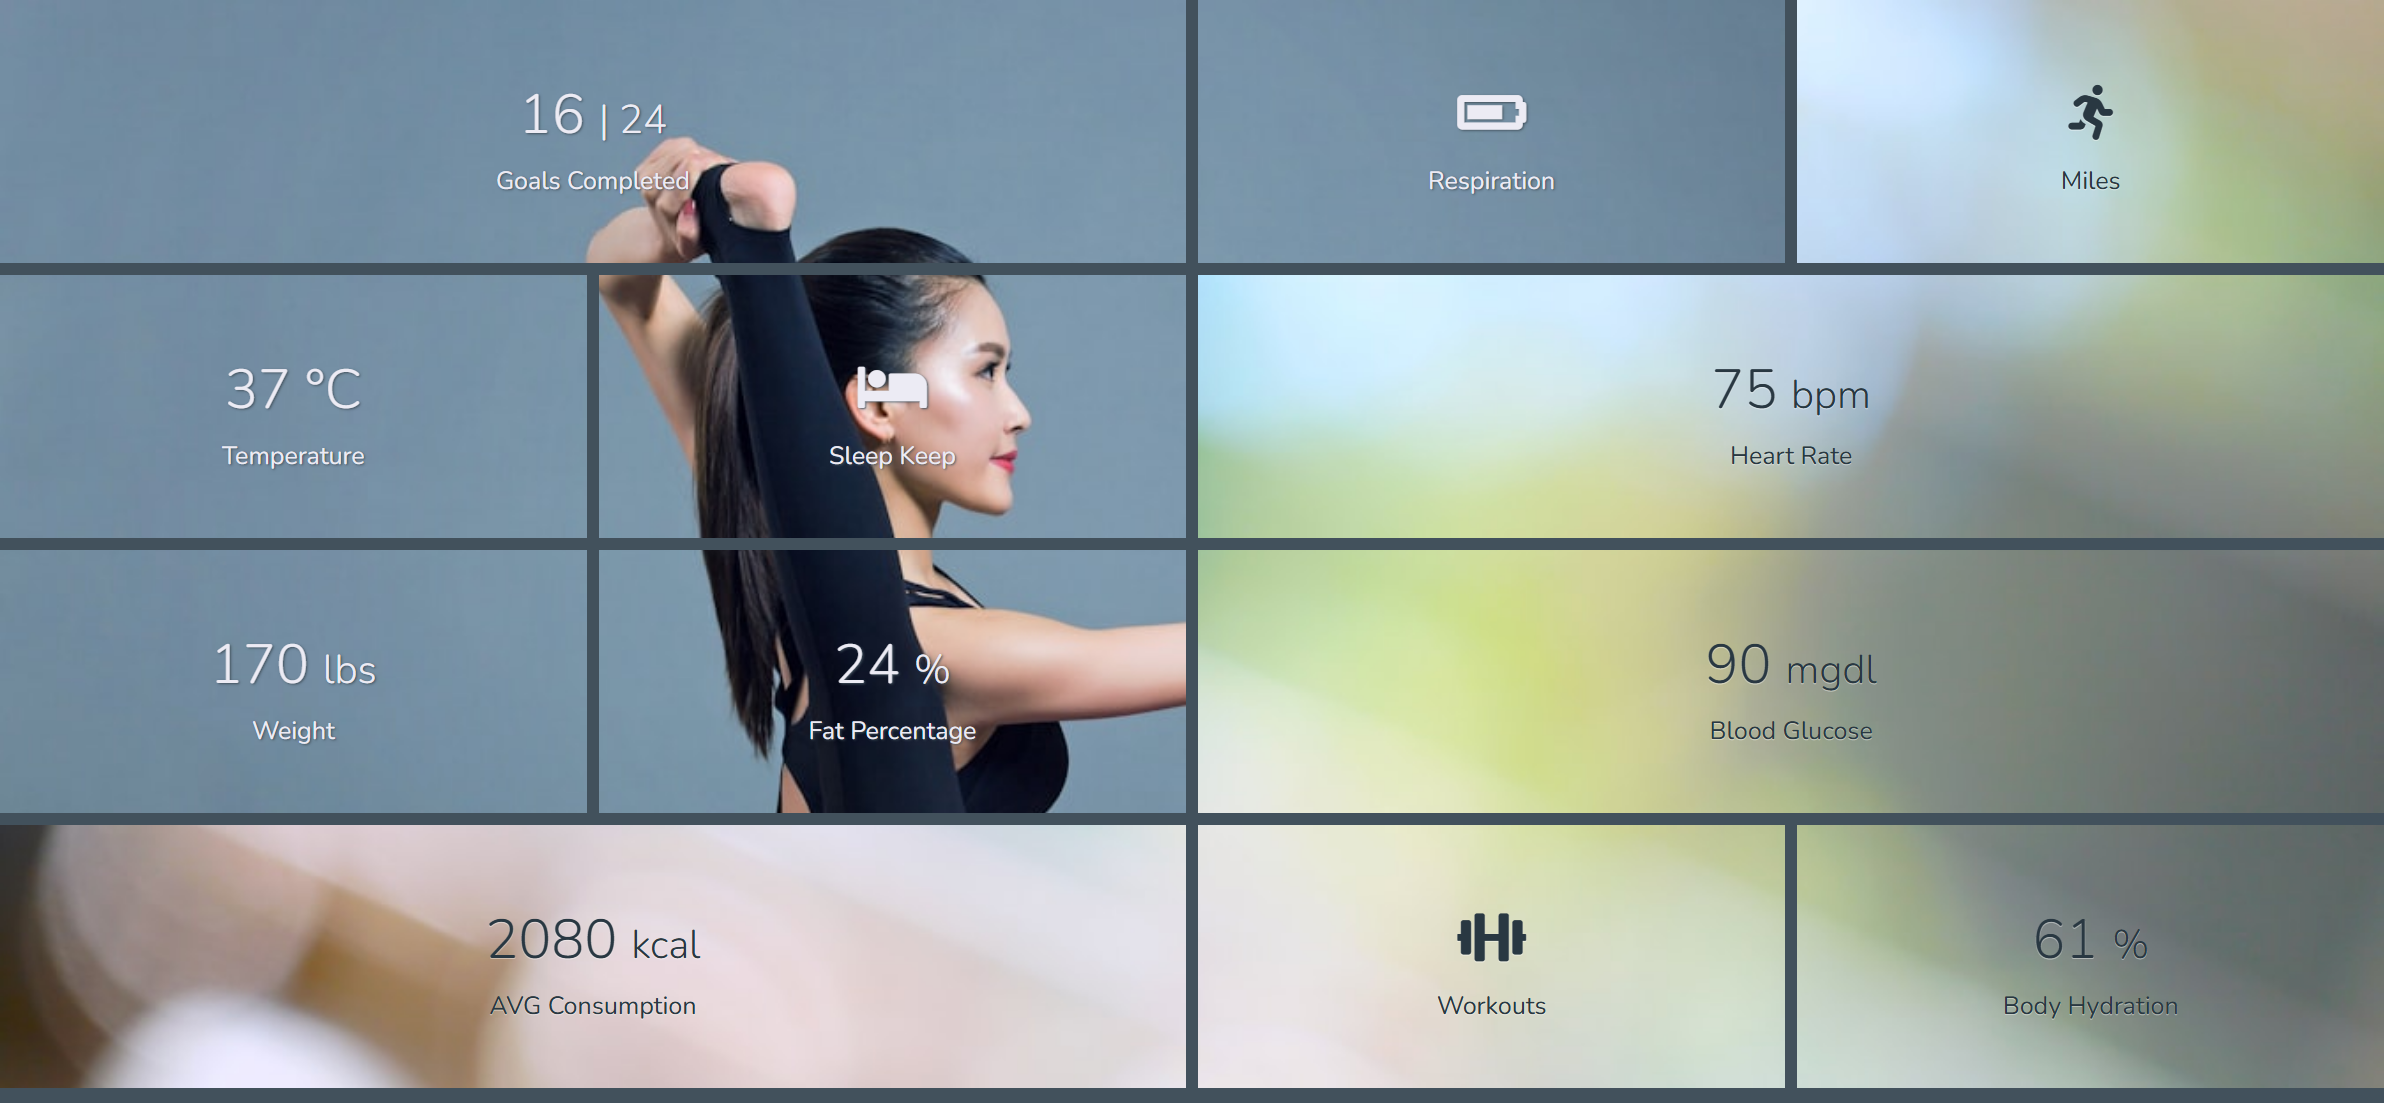 16 | 24
Goals Completed
Respiration
Miles
37 °C
Temperature
Sleep Keep
75 bpm
Heart Rate
170 lbs
Weight
24 %
Fat Percentage
90 mgdl
Blood Glucose
2080 kcal
AVG Consumption
Workouts
61 %
Body Hydration